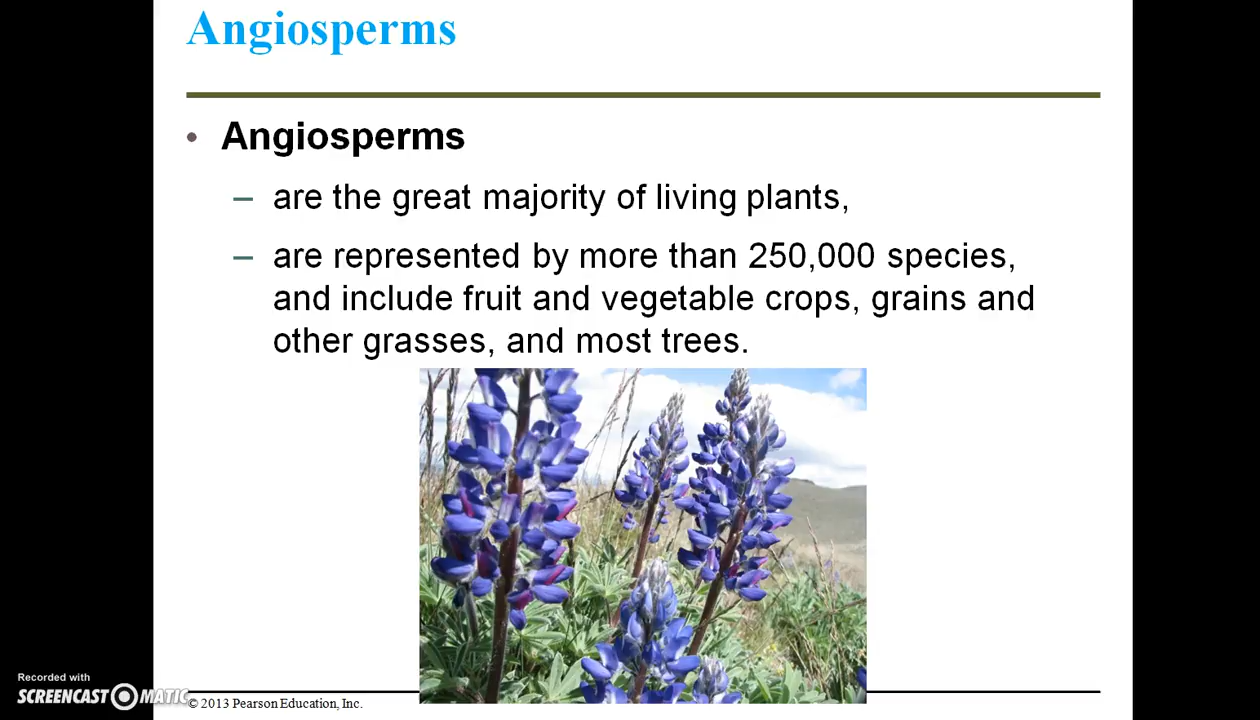 Angiosperms
• Angiosperms
– are the great majority of living plants,
– are represented by more than 250,000 species,
and include fruit and vegetable crops, grains and
other grasses, and most trees.
Recorded with
SCREENCAST MATIC
© 2013 Pearson Education, Inc.